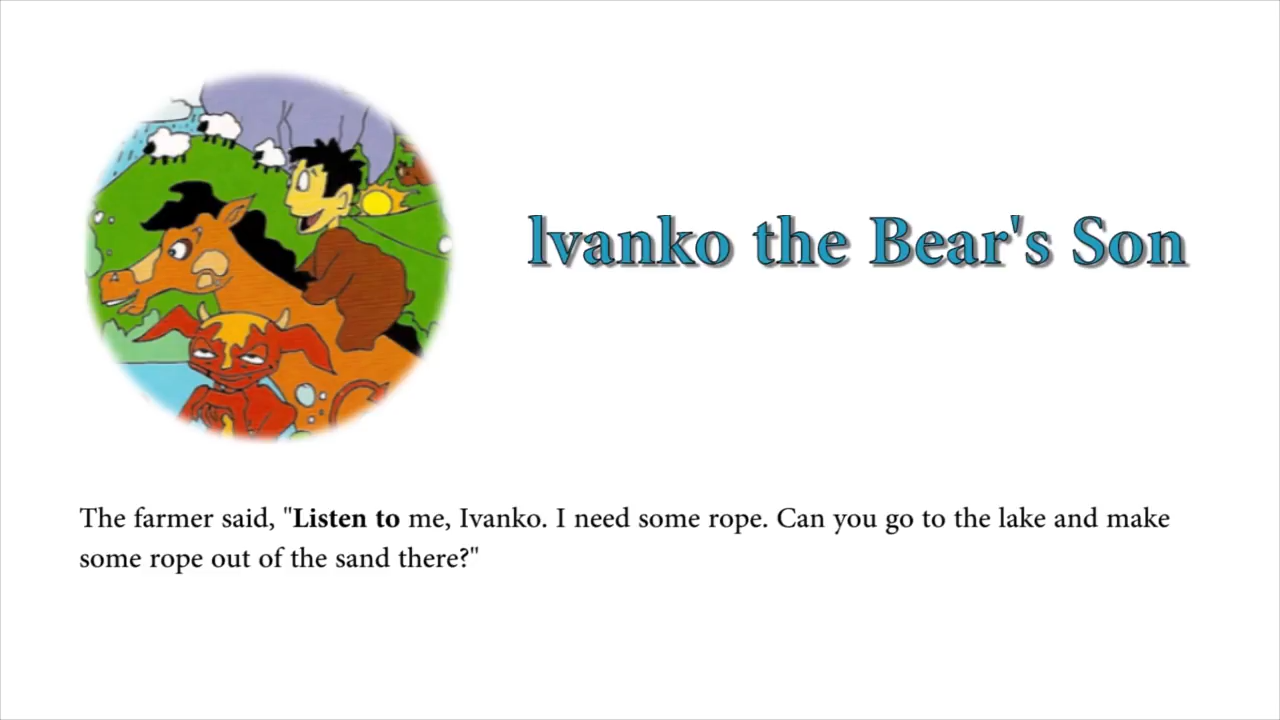 Ivanko the Bear's Son
The farmer said, "Listen to me, Ivanko. I need some rope. Can you go to the lake and make
some rope out of the sand there?"